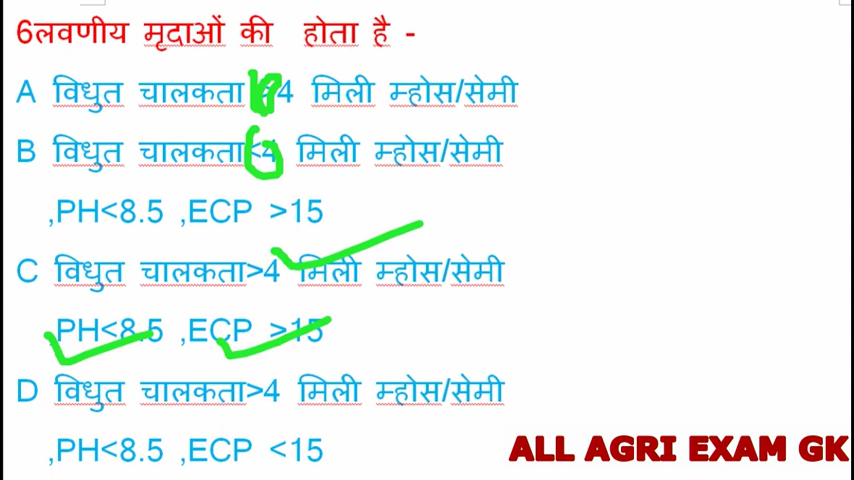 6लवणीय मृदाओं की होता है -
A विधुत चालकता 4 मिली म्होस/सेमी
B विधुत चालकता<4 मिली म्होस/सेमी
,PH<8.5 ,ECP >15
C विधुत चालकता>4 मिली म्होस/सेमी
,PH<8.5 ,ECP >15
D विधुत चालकता>4 मिली म्होस/सेमी
,PH<8.5 ,ECP <15
ALL AGRI EXAM GK